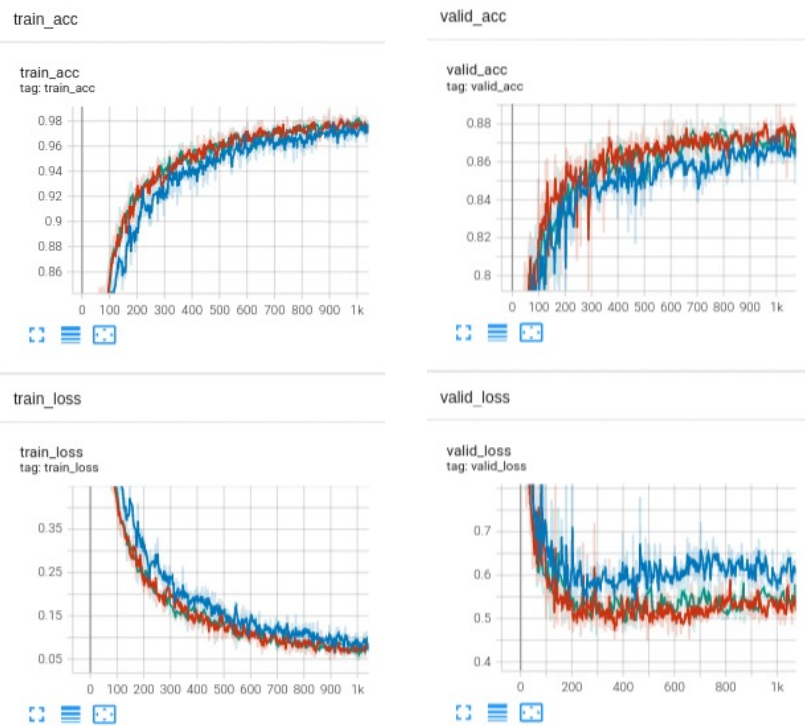 train_acc
train_acc
tag: train_acc
0.98
0.96
0.94
0.92
0.9
0.88
0.86
0 100 200 300 400 500 600 700 800 900 1k
valid_acc
valid_acc
tag: valid_acc
0.88
0.86
0.84
0.82
0.8
0 100 200 300 400 500 600 700 800 900 1k
train_loss
train_loss
tag: train_loss
0.35
0.25
0.15
0.05
0 100 200 300 400 500 600 700 800 900 1k
valid_loss
valid_loss
tag: valid_loss
0.7
0.6
0.5
0.4
0 200 400 600 800 1k